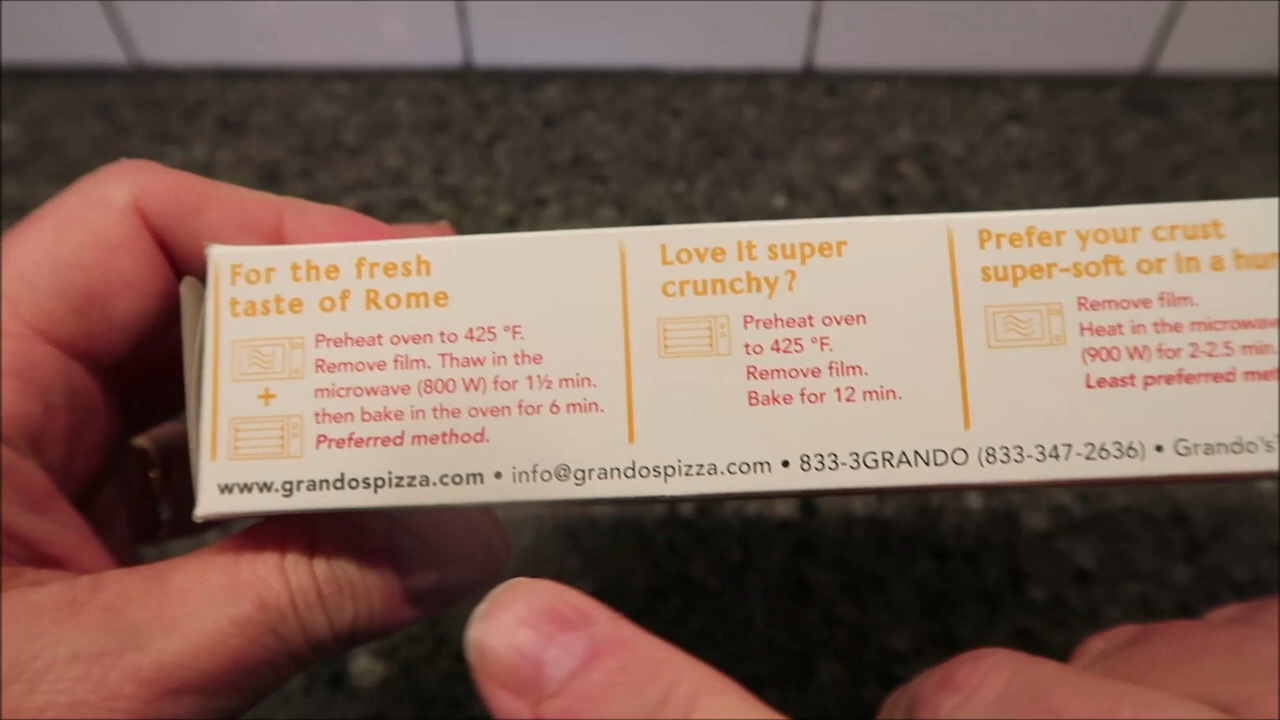 For the fresh
taste of Rome
Preheat oven to 425 °F.
Remove film. Thaw in the
microwave (800 W) for 1½ min.
then bake in the oven for 6 min.
Preferred method.
Love It super
crunchy?
Preheat oven
to 425 °F.
Remove film.
Bake for 12 min.
Prefer your crust
super-soft or in a
Remove film.
Heat in the
(900 W) for 2-2.5 min.
Least preferred
www.grandospizza.com • info@grandospizza.com • 833-3GRANDO (833-347-2636) • Grando's